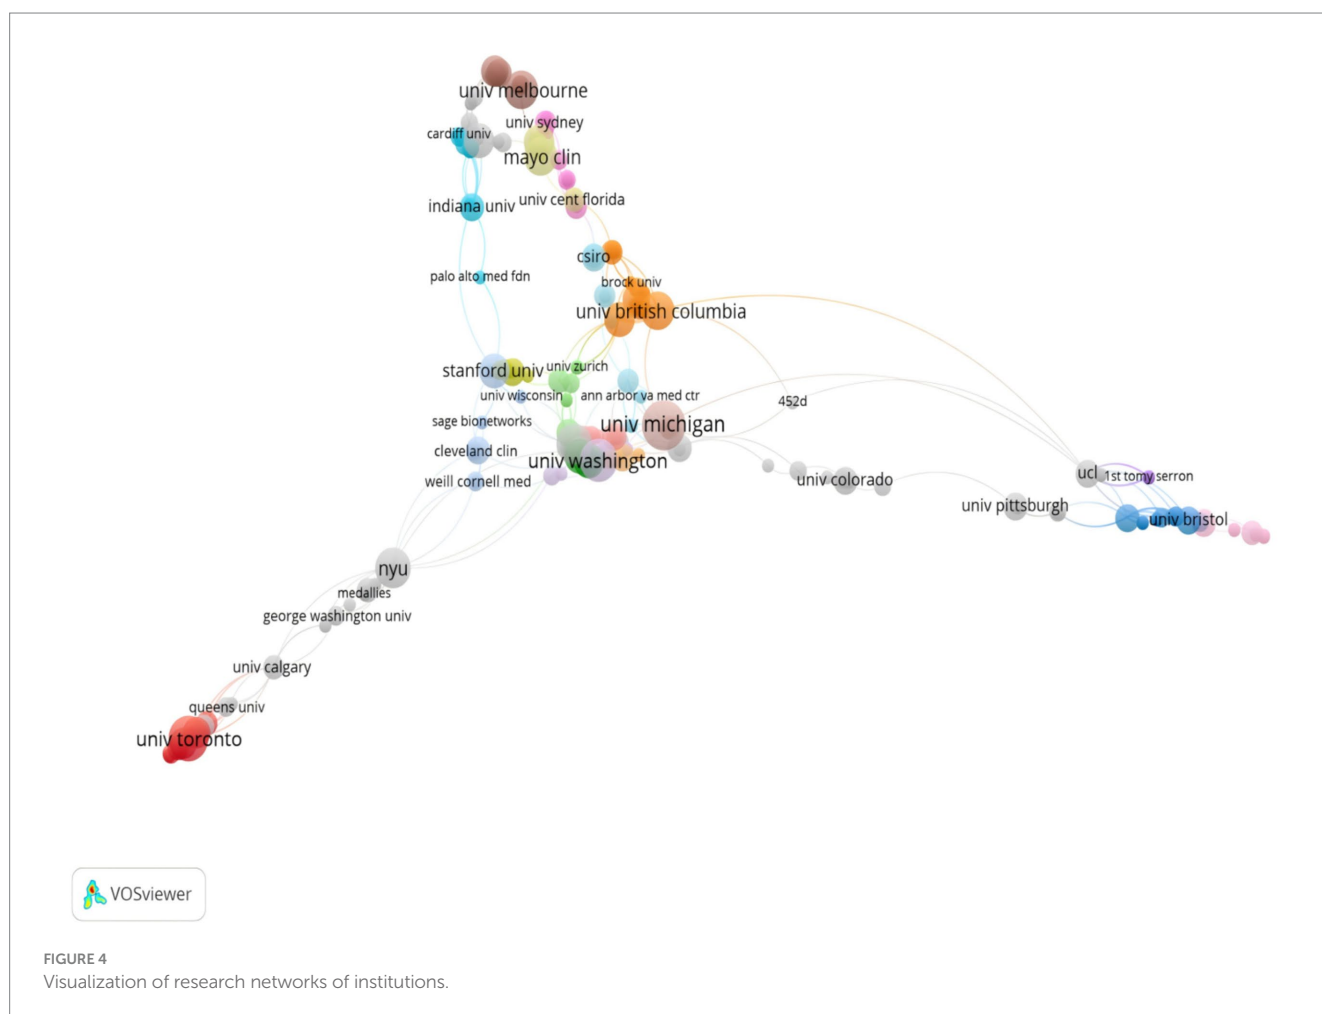 univ melbourne
univ sydney
cardiff univ
mayo clin
univ cent florida
indiana univ
csiro
palo alto med fdn
brock univ
univ british columbia
stanford univ
univ zurich
univ wisconsin
ann arbor va med ctr
452d
sage bionetworks
univ michigan
cleveland clin
univ washington
weill cornell med
univ colorado
ucl
1st tomy serron
univ pittsburgh
univ bristol
nyu
medallies
george washington univ
univ calgary
queens univ
univ toronto
VOSviewer
FIGURE 4
Visualization of research networks of institutions.